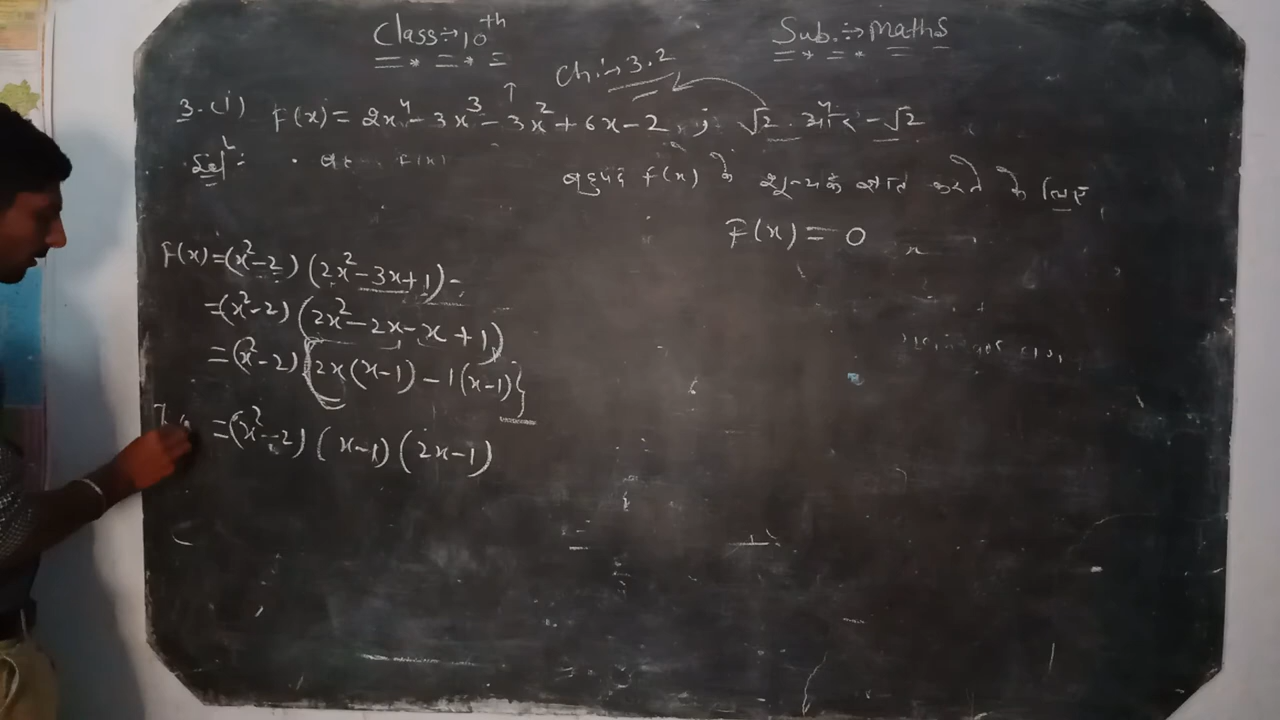 Class:-10th
Sub.:-Maths
Ch:-3.2
3.(i) F(x)=2x⁴-3x³-3x²+6x-2 ; √2 और -√2
हल:
F(x)
बहुपद F(x) के शून्यक ज्ञात करने के लिए
F(x)=0
F(x)=(x²-2)(2x²-3x+1)
=(x²-2)(2x²-2x-x+1)
=(x²-2){2x(x-1)-1(x-1)}
=(x²-2)(x-1)(2x-1)